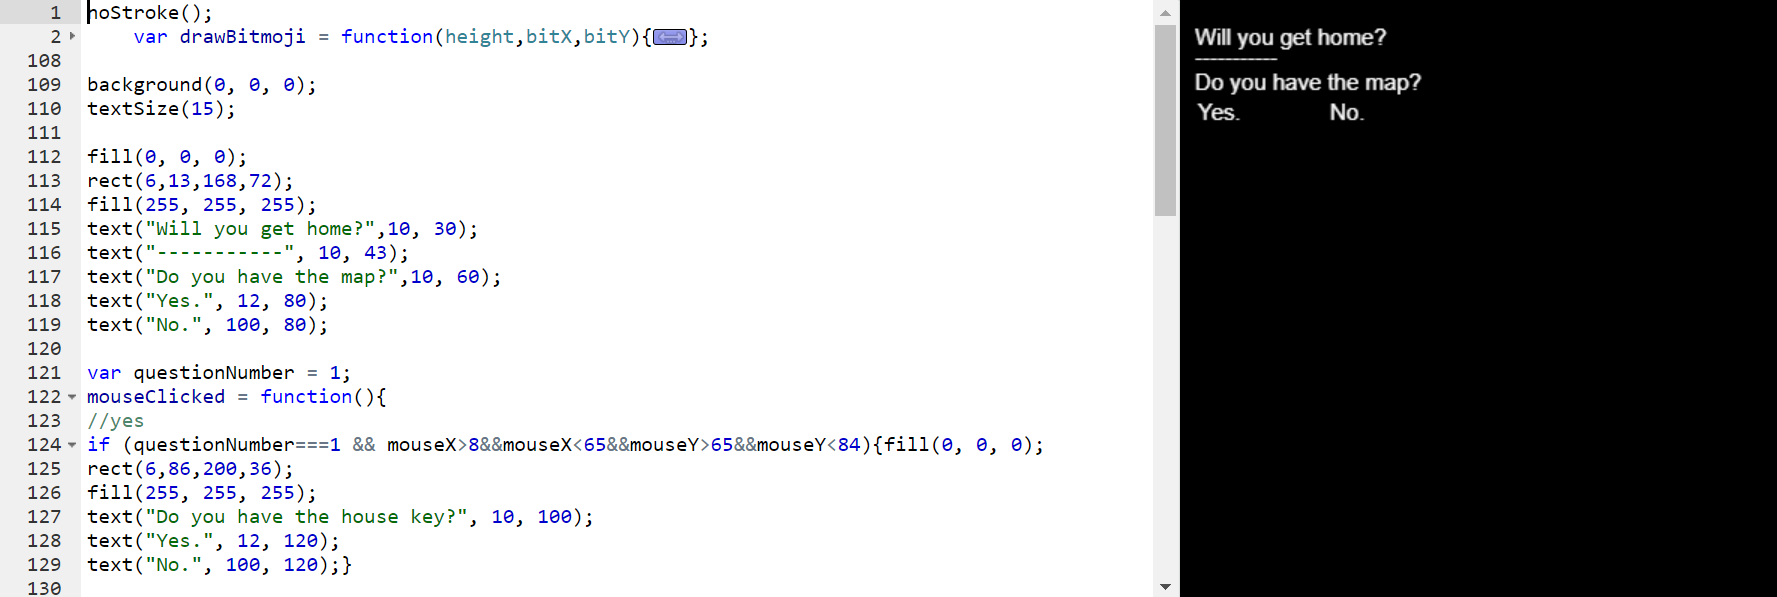 1 noStroke();
2 var drawBitmoji = function(height,bitX,bitY){};
108
109 background(0, 0, 0);
110 textSize(15);
111
112 fill(0, 0, 0);
113 rect(6,13,168,72);
114 fill(255, 255, 255);
115 text("Will you get home?",10, 30);
116 text("-----------", 10, 43);
117 text("Do you have the map?",10, 60);
118 text("Yes.", 12, 80);
119 text("No.", 100, 80);
120
121 var questionNumber = 1;
122 mouseClicked = function(){
123 //yes
124 if (questionNumber===1 && mouseX>8&&mouseX<65&&mouseY>65&&mouseY<84){fill(0, 0, 0);
125 rect(6,86,200,36);
126 fill(255, 255, 255);
127 text("Do you have the house key?", 10, 100);
128 text("Yes.", 12, 120);
129 text("No.", 100, 120);}
130
Will you get home?
-----------
Do you have the map?
Yes. No.